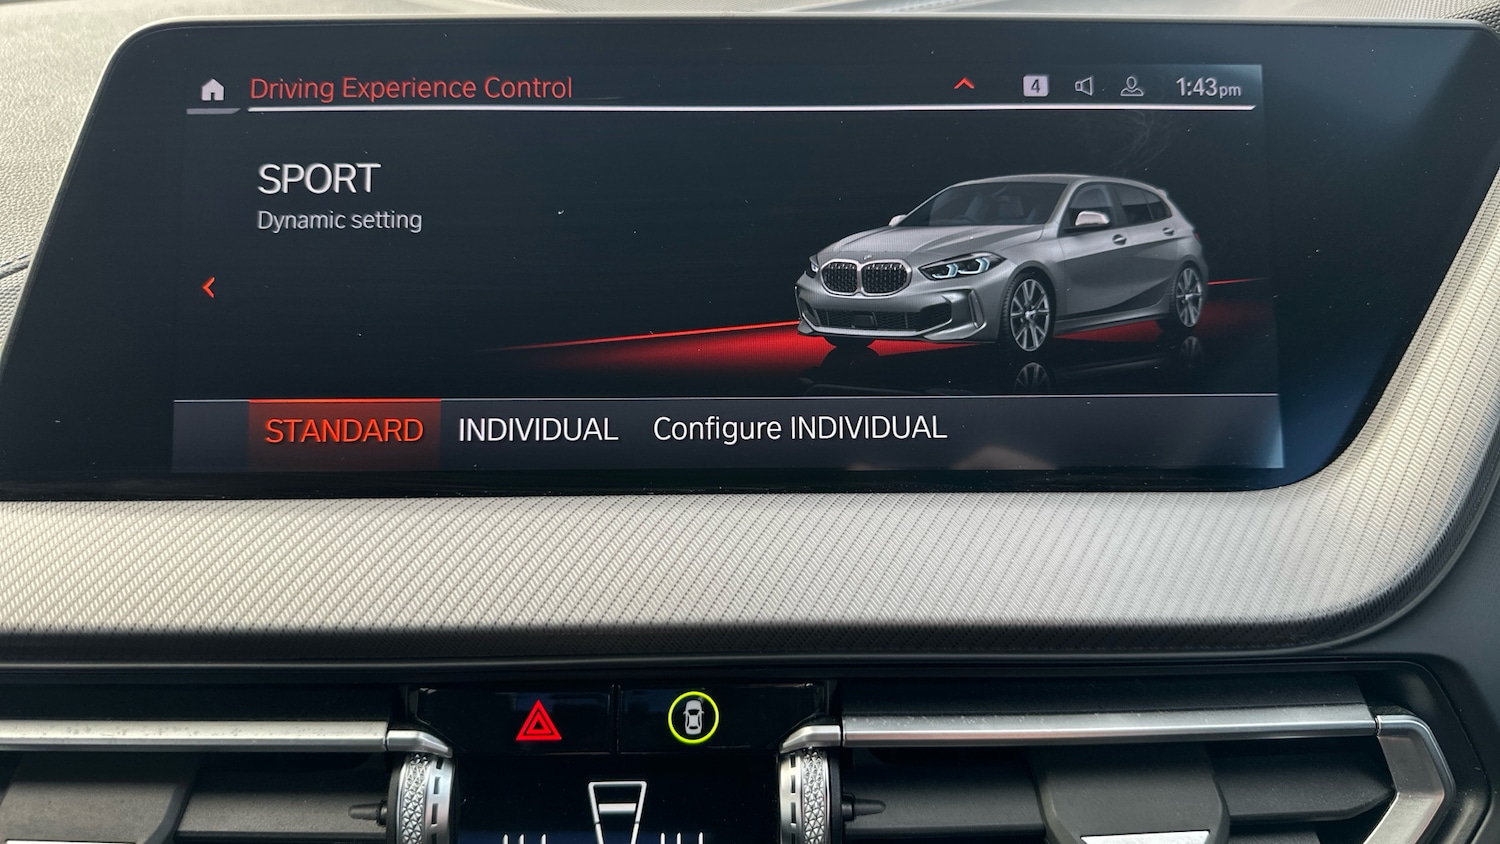 Driving Experience Control
4
1:43pm
SPORT
Dynamic setting
STANDARD INDIVIDUAL Configure INDIVIDUAL